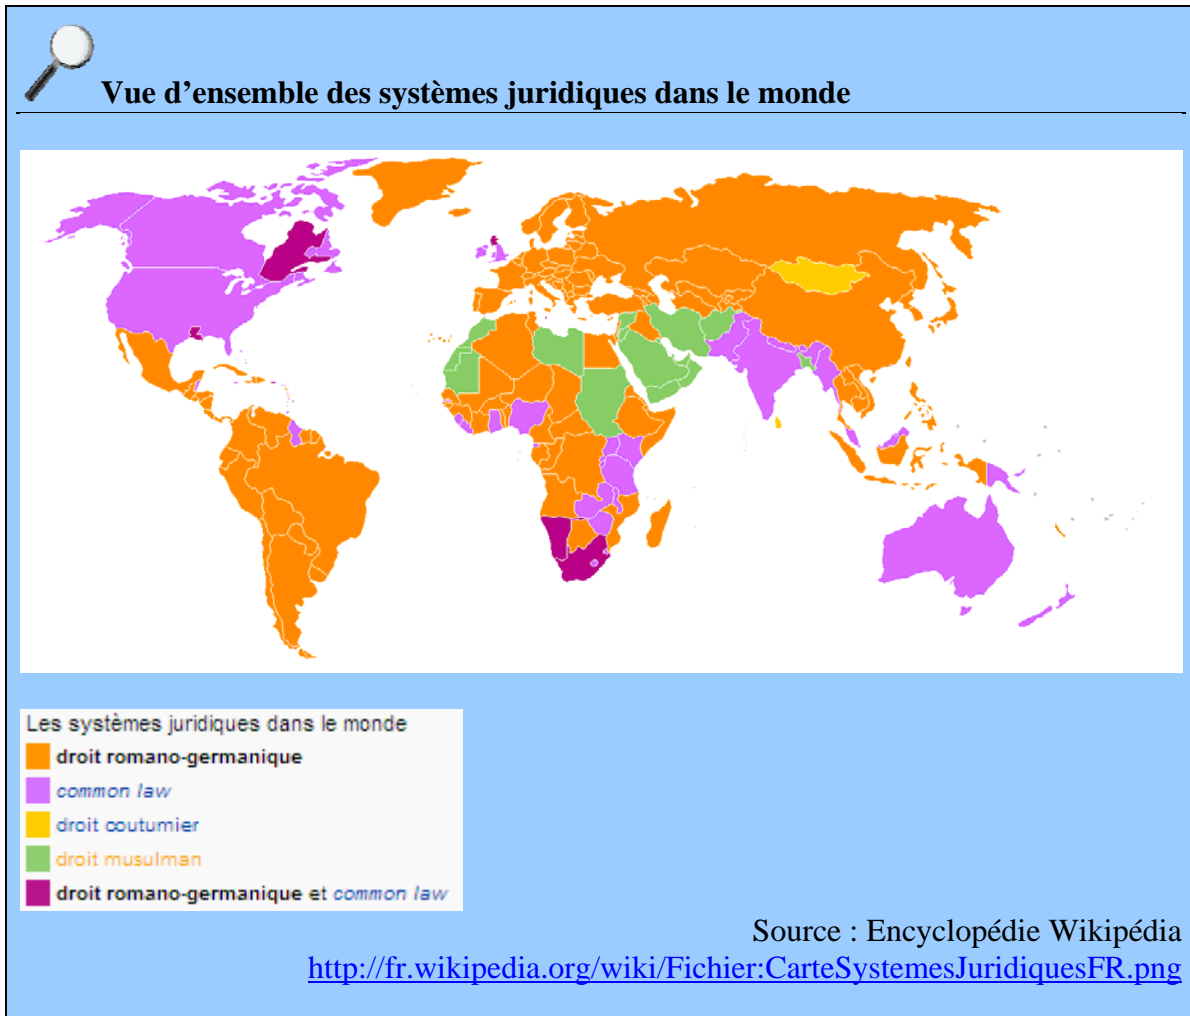 Vue d’ensemble des systèmes juridiques dans le monde
Les systèmes juridiques dans le monde
droit romano-germanique
common law
droit coutumier
droit musulman
droit romano-germanique et common law
Source : Encyclopédie Wikipédia
http://fr.wikipedia.org/wiki/Fichier:CarteSystemesJuridiquesFR.png